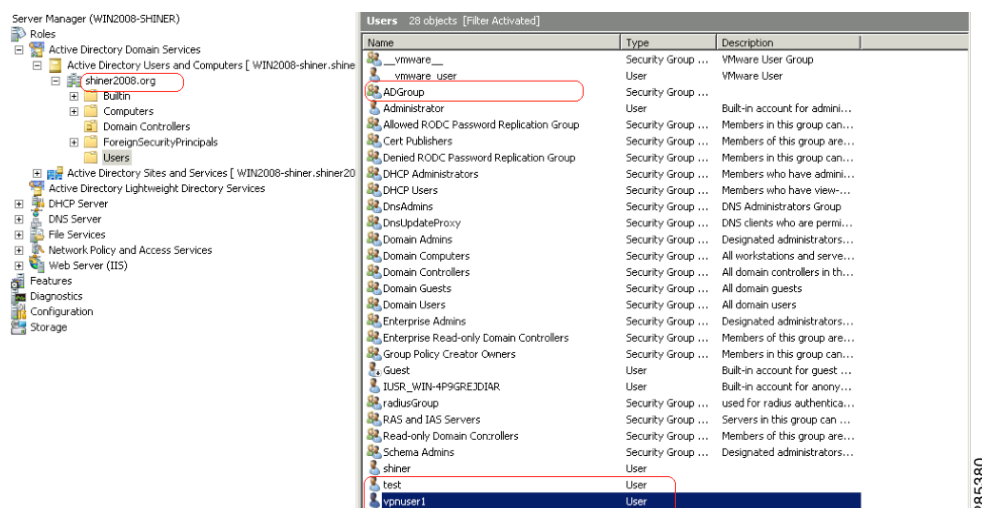 Server Manager (WIN2008-SHINER)
Roles
Active Directory Domain Services
Active Directory Users and Computers [ WIN2008-shiner.shine
shiner2008.org
Builtin
Computers
Domain Controllers
ForeignSecurityPrincipals
Users
Active Directory Sites and Services [ WIN2008-shiner.shiner20
Active Directory Lightweight Directory Services
DHCP Server
DNS Server
File Services
Network Policy and Access Services
Web Server (IIS)
Features
Diagnostics
Configuration
Storage
Users 28 objects [Filter Activated]
Name Type Description
__vmware__ Security Group ... VMware User Group
__vmware_user__ User VMware User
ADGroup Security Group ...
Administrator User Built-in account for admini...
Allowed RODC Password Replication Group Security Group ... Members in this group can...
Cert Publishers Security Group ... Members of this group are...
Denied RODC Password Replication Group Security Group ... Members in this group can...
DHCP Administrators Security Group ... Members who have admini...
DHCP Users Security Group ... Members who have view-...
DnsAdmins Security Group ... DNS Administrators Group
DnsUpdateProxy Security Group ... DNS clients who are permi...
Domain Admins Security Group ... Designated administrators...
Domain Computers Security Group ... All workstations and serve...
Domain Controllers Security Group ... All domain controllers in th...
Domain Guests Security Group ... All domain guests
Domain Users Security Group ... All domain users
Enterprise Admins Security Group ... Designated administrators...
Enterprise Read-only Domain Controllers Security Group ... Members of this group are...
Group Policy Creator Owners Security Group ... Members in this group can...
Guest User Built-in account for guest ...
IUSR_WIN-4P9GREJDIAR User Built-in account for anony...
radiusGroup Security Group ... used for radius authentica...
RAS and IAS Servers Security Group ... Servers in this group can ...
Read-only Domain Controllers Security Group ... Members of this group are...
Schema Admins Security Group ... Designated administrators...
shiner User
test User
vpnuser1 User
285380